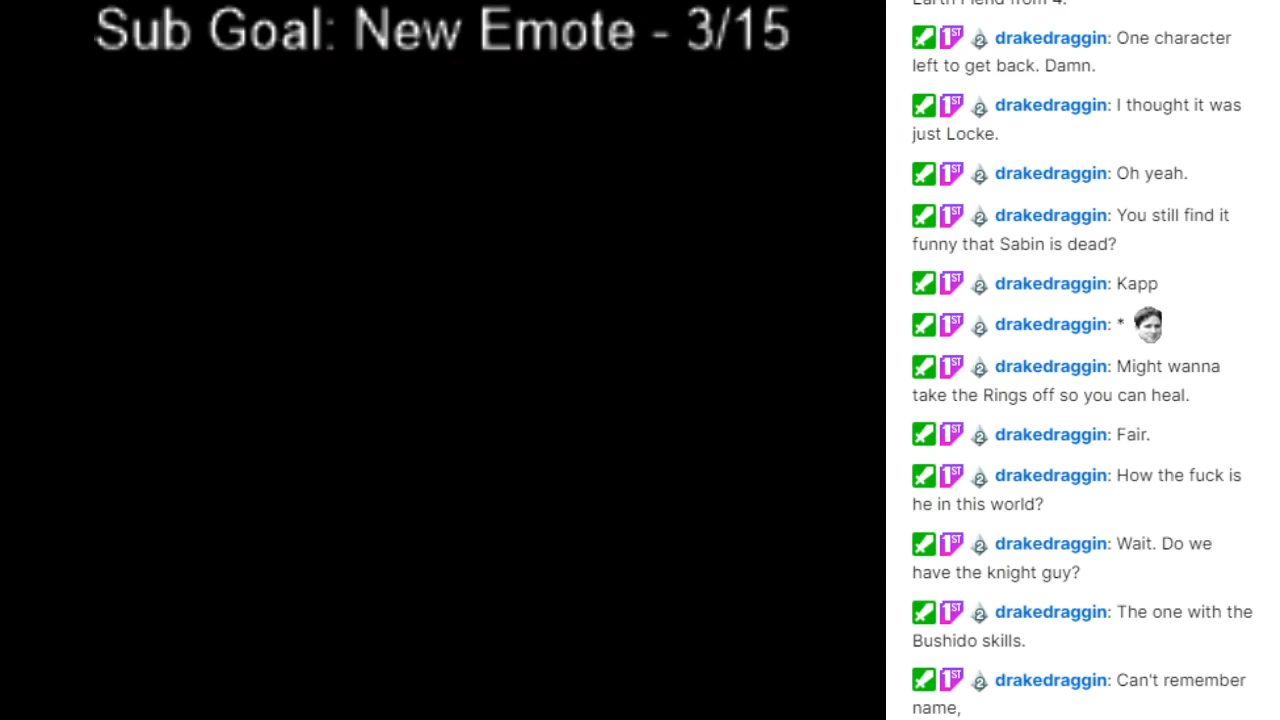 Sub Goal: New Emote - 3/15
Earth Fiend from 4.
drakedraggin: One character
left to get back. Damn.
drakedraggin: I thought it was
just Locke.
drakedraggin: Oh yeah.
drakedraggin: You still find it
funny that Sabin is dead?
drakedraggin: Kapp
drakedraggin: *
drakedraggin: Might wanna
take the Rings off so you can heal.
drakedraggin: Fair.
drakedraggin: How the fuck is
he in this world?
drakedraggin: Wait. Do we
have the knight guy?
drakedraggin: The one with the
Bushido skills.
drakedraggin: Can't remember
name,